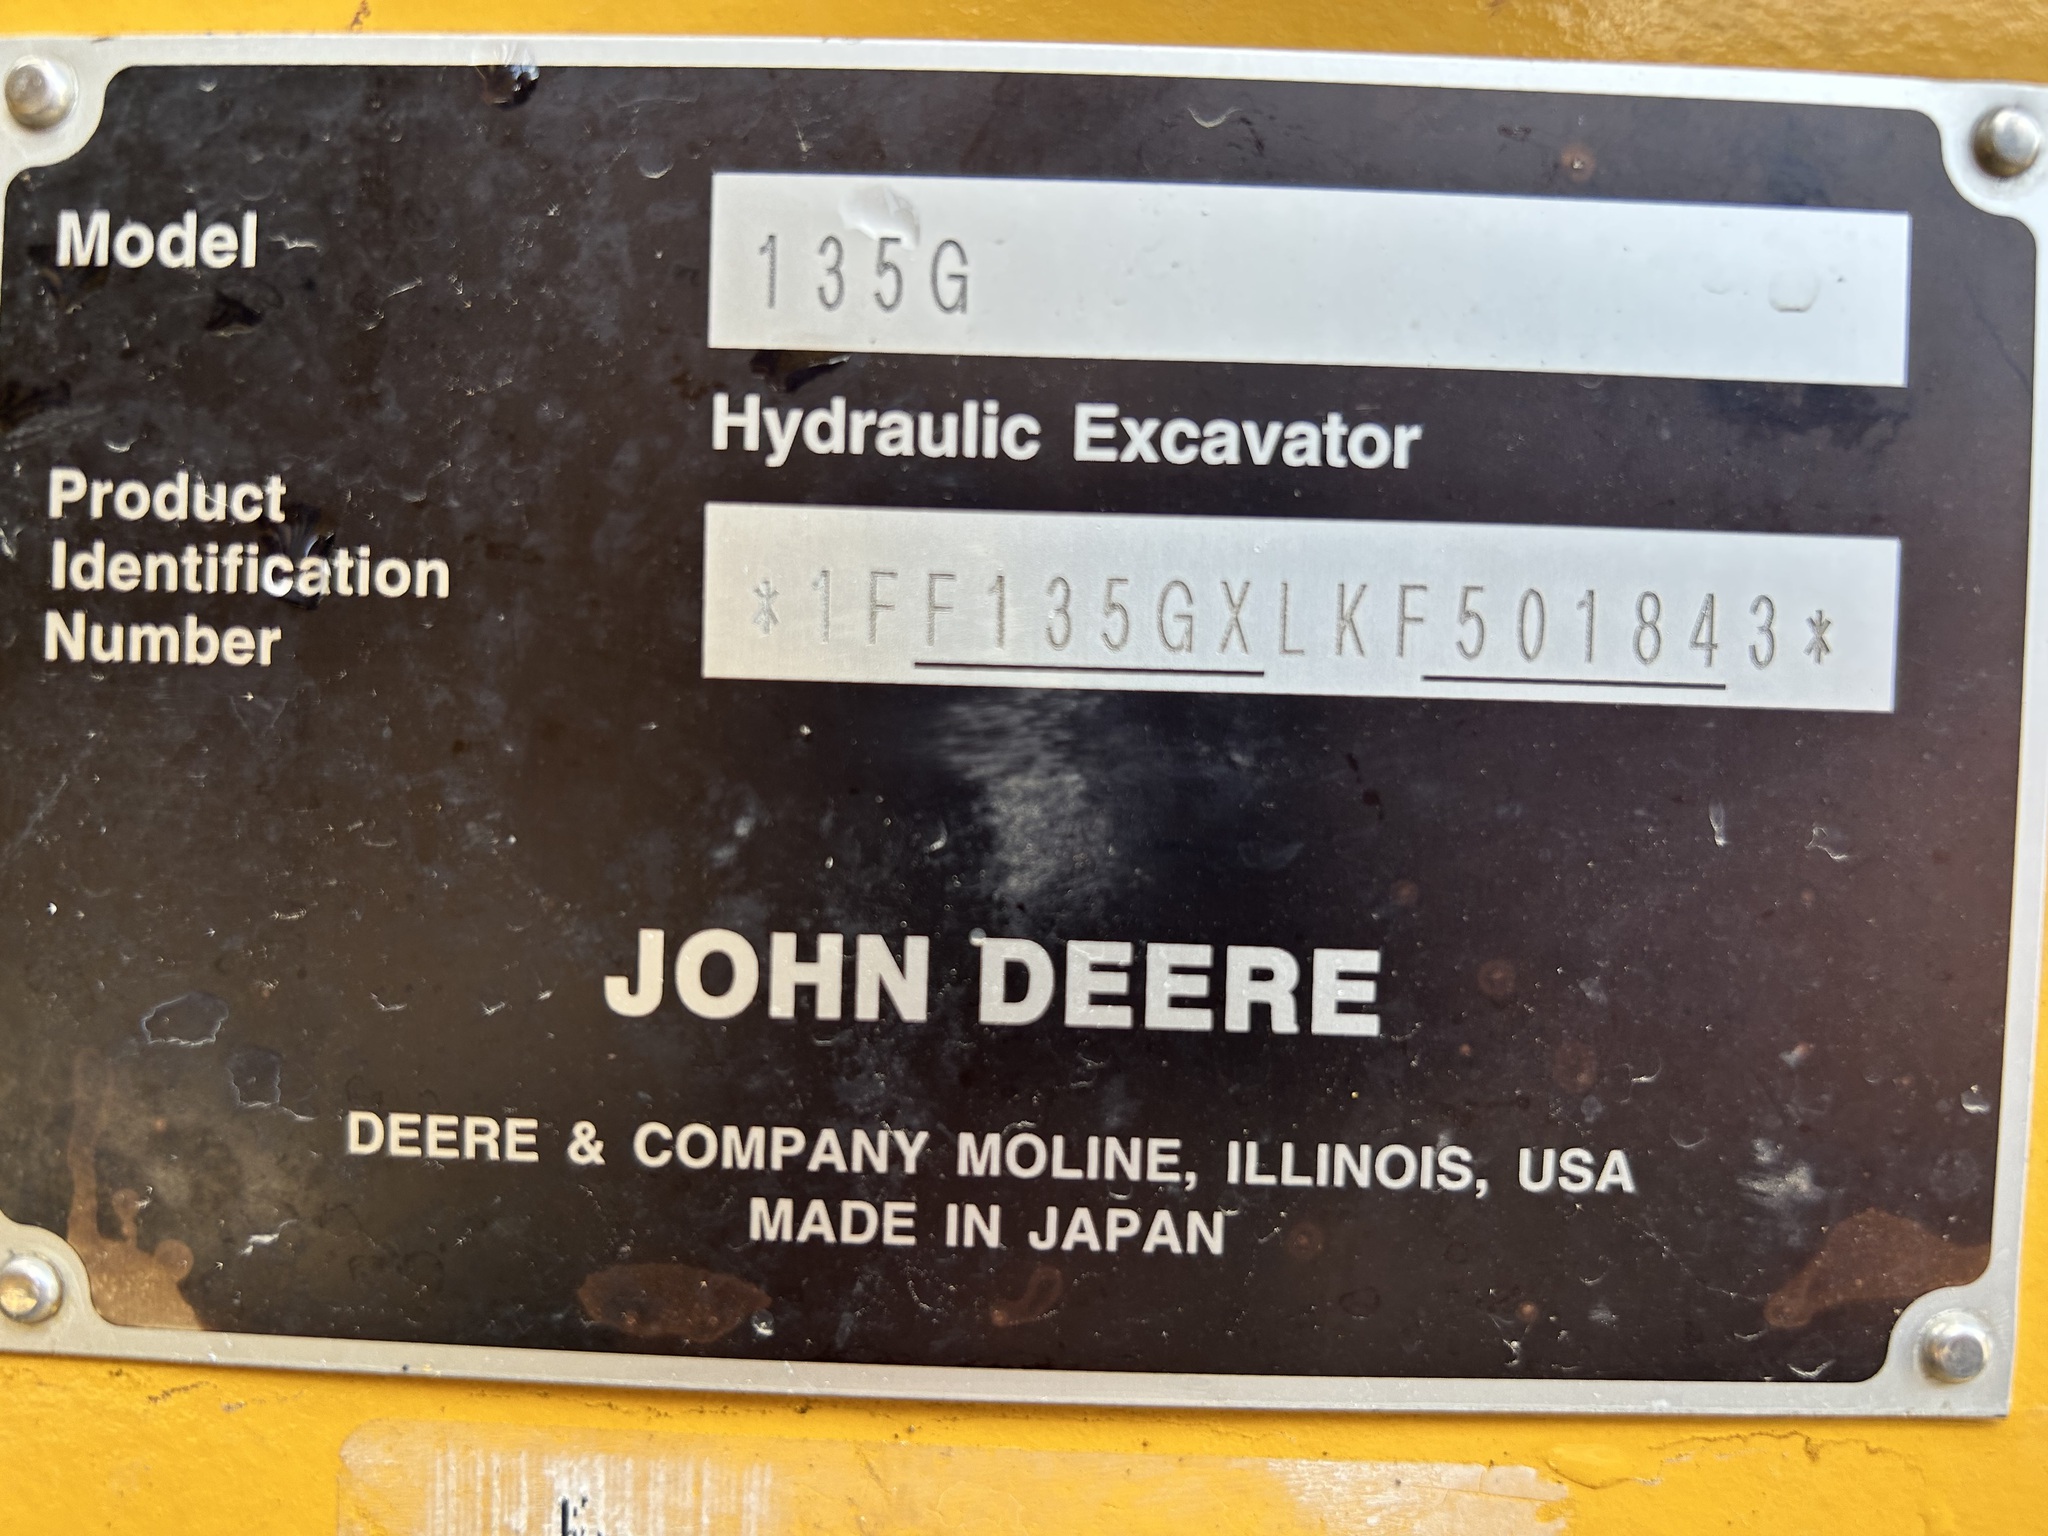 Model
135G
Hydraulic Excavator
Product
Identification
Number
*1FF135GXLKF501843*
JOHN DEERE
DEERE & COMPANY MOLINE, ILLINOIS, USA
MADE IN JAPAN